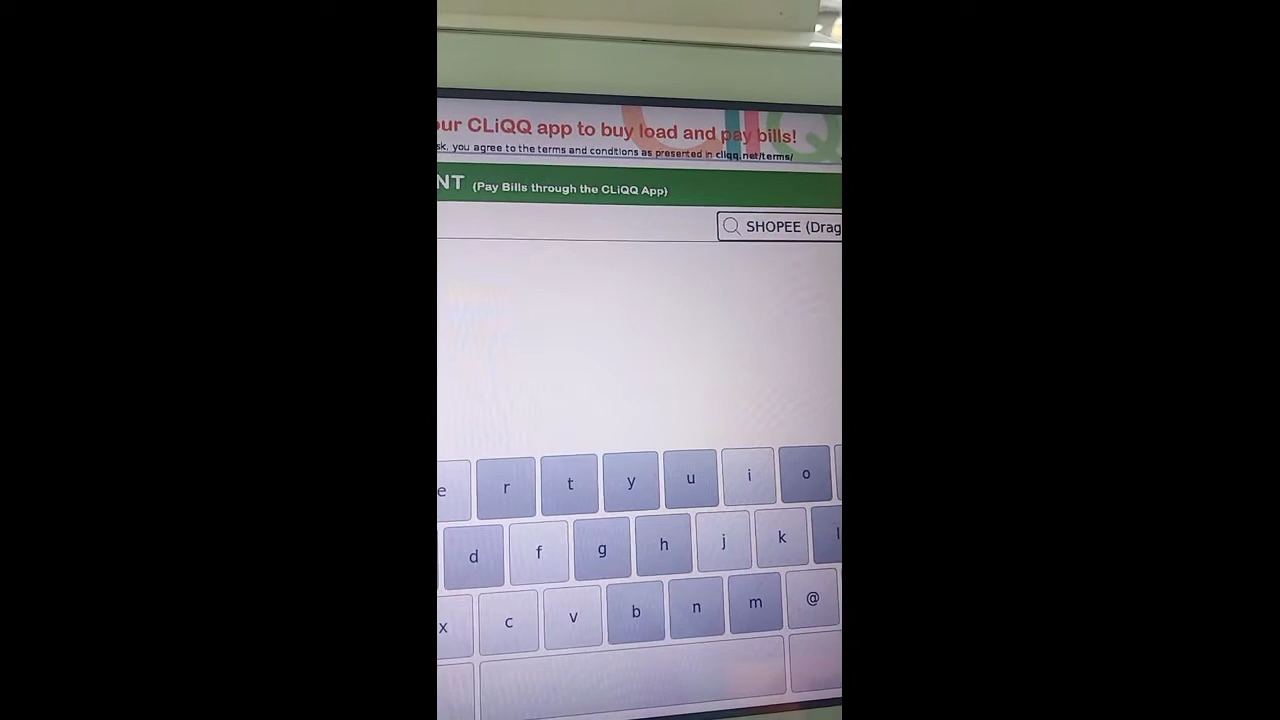 our CLiQQ app to buy load and pay bills!
you agree to the terms and conditions as presented in cliqq.net/terms/
NT (Pay Bills through the CLiQQ App)
SHOPEE (Drag
e r t y u i o
d f g h j k l
x c v b n m @